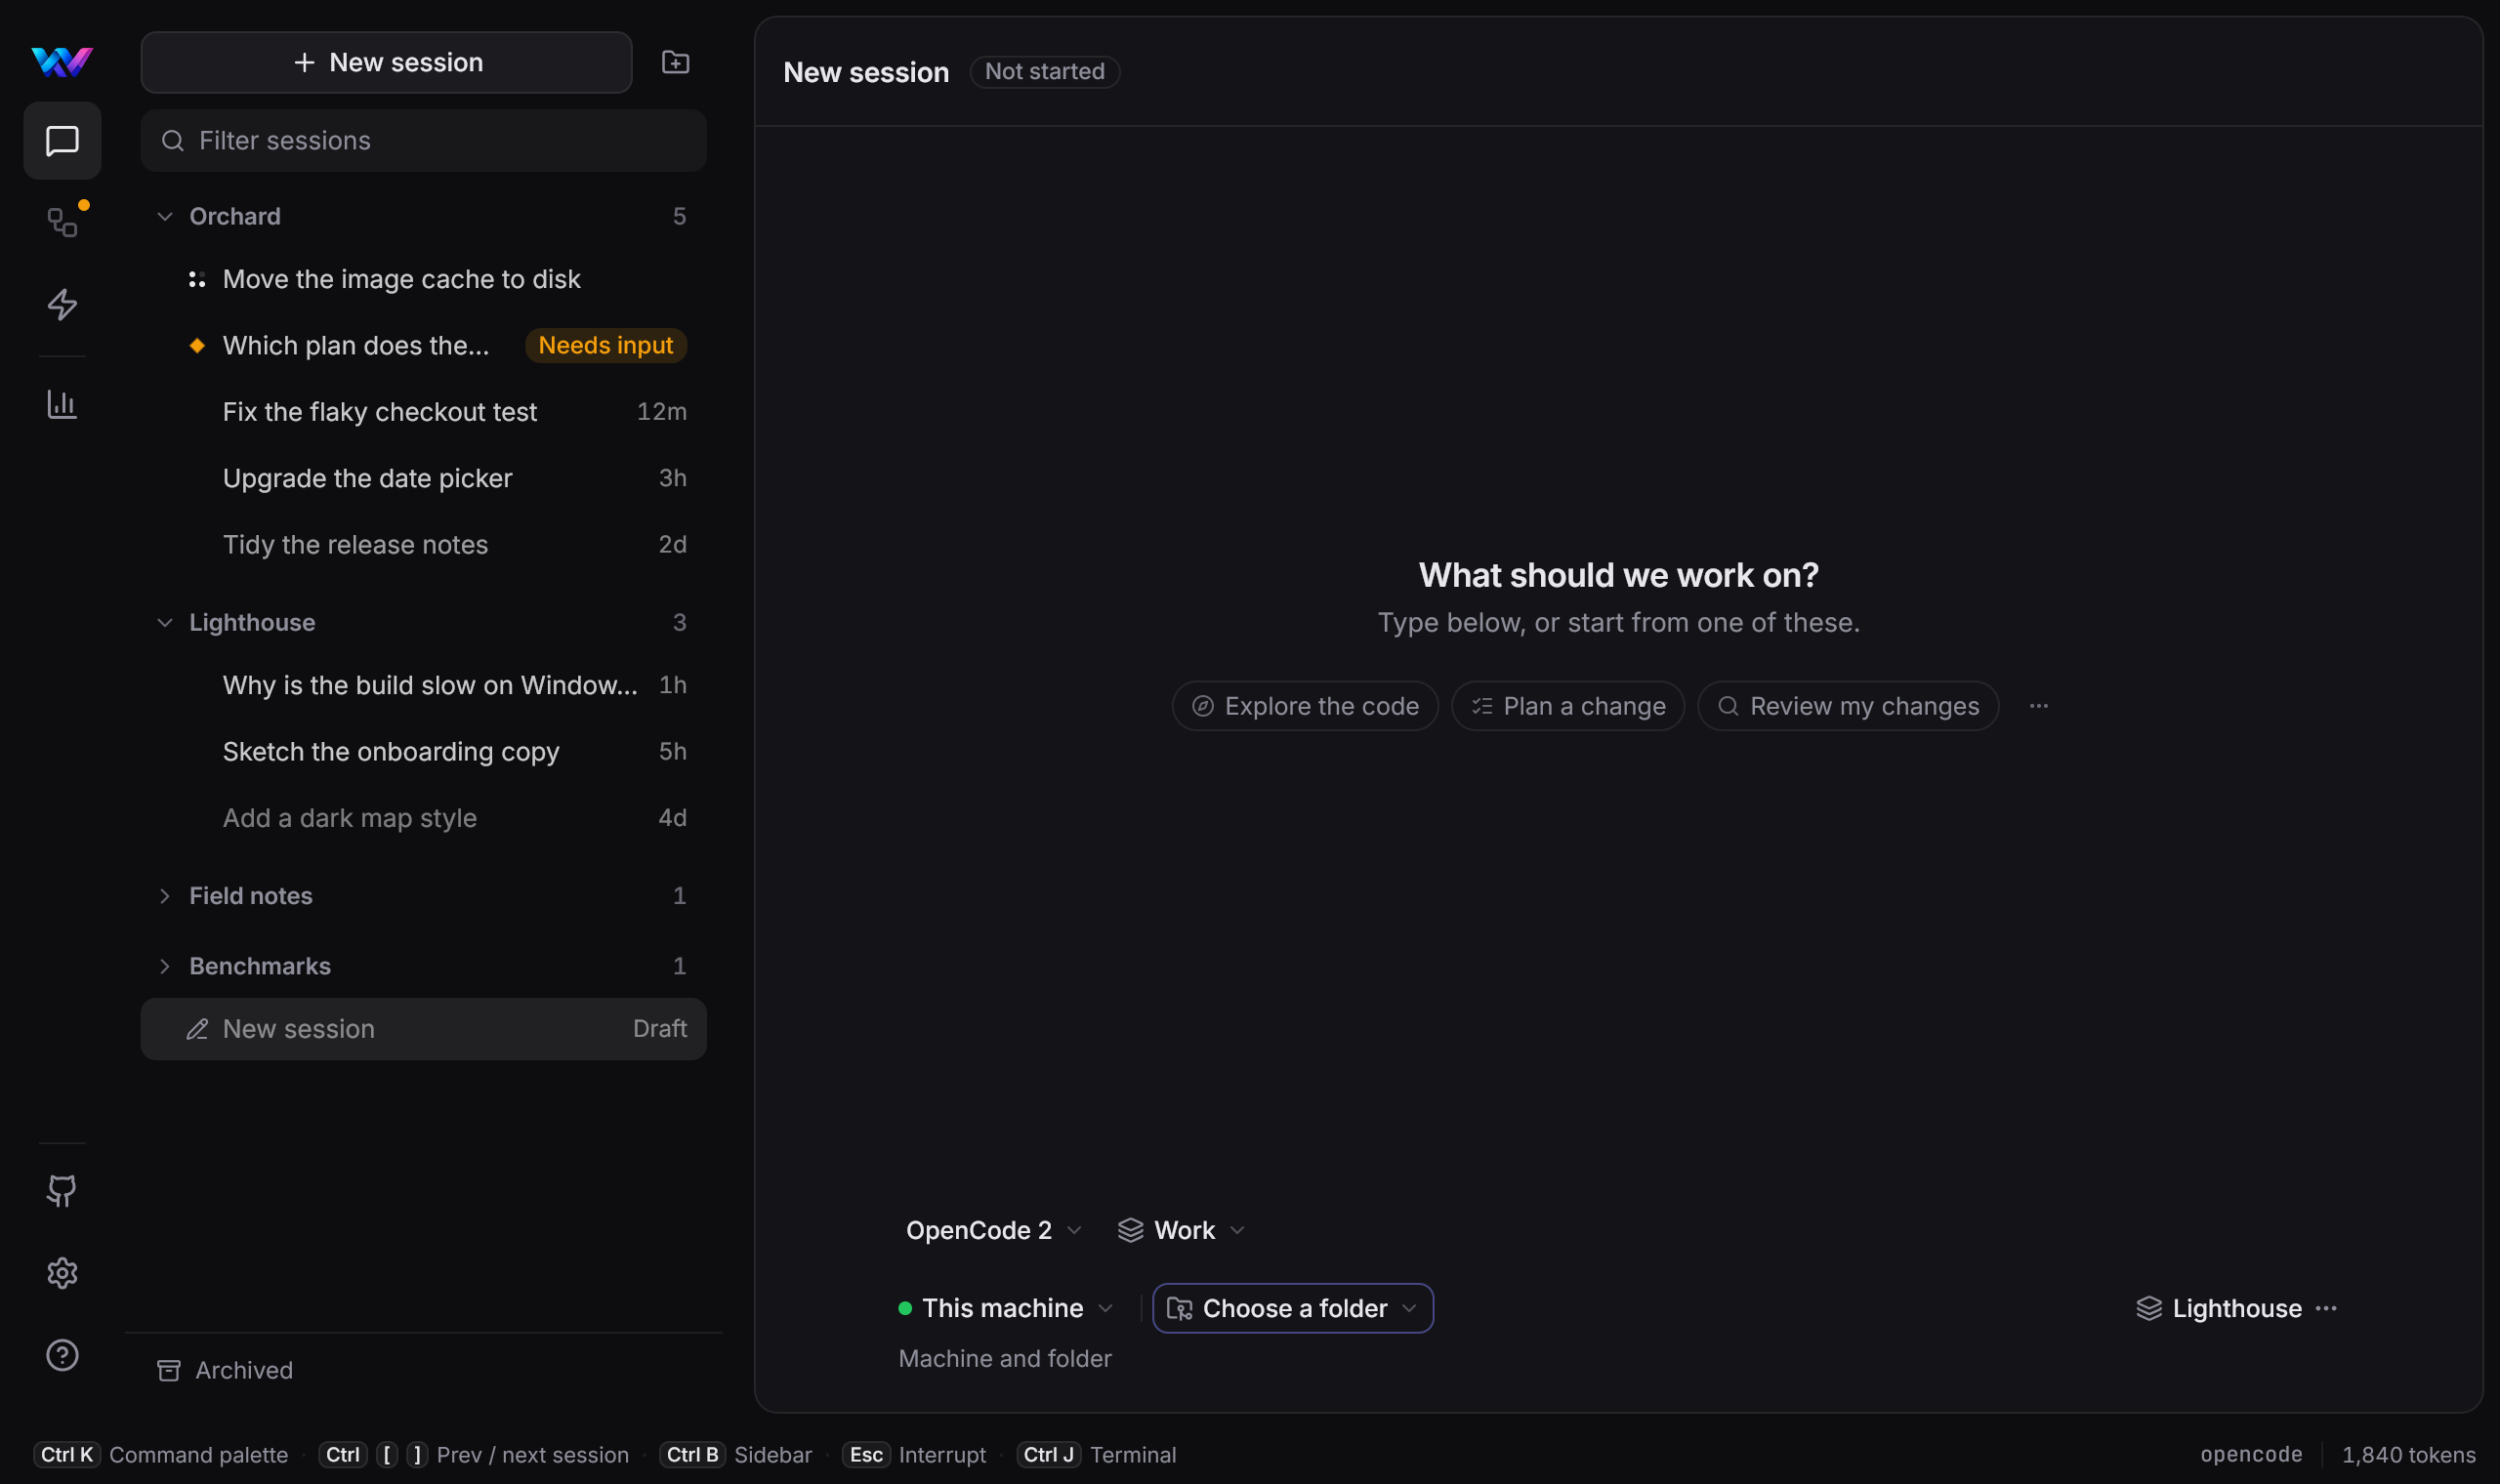 New session
Filter sessions
Orchard 5
Move the image cache to disk
Which plan does the... Needs input
Fix the flaky checkout test 12m
Upgrade the date picker 3h
Tidy the release notes 2d
Lighthouse 3
Why is the build slow on Window... 1h
Sketch the onboarding copy 5h
Add a dark map style 4d
Field notes 1
Benchmarks 1
New session Draft
Archived
New session Not started
What should we work on?
Type below, or start from one of these.
Explore the code Plan a change Review my changes ...
OpenCode 2 Work
This machine Choose a folder Lighthouse ...
Machine and folder
Ctrl K Command palette · Ctrl [ ] Prev / next session · Ctrl B Sidebar · Esc Interrupt · Ctrl J Terminal opencode 1,840 tokens